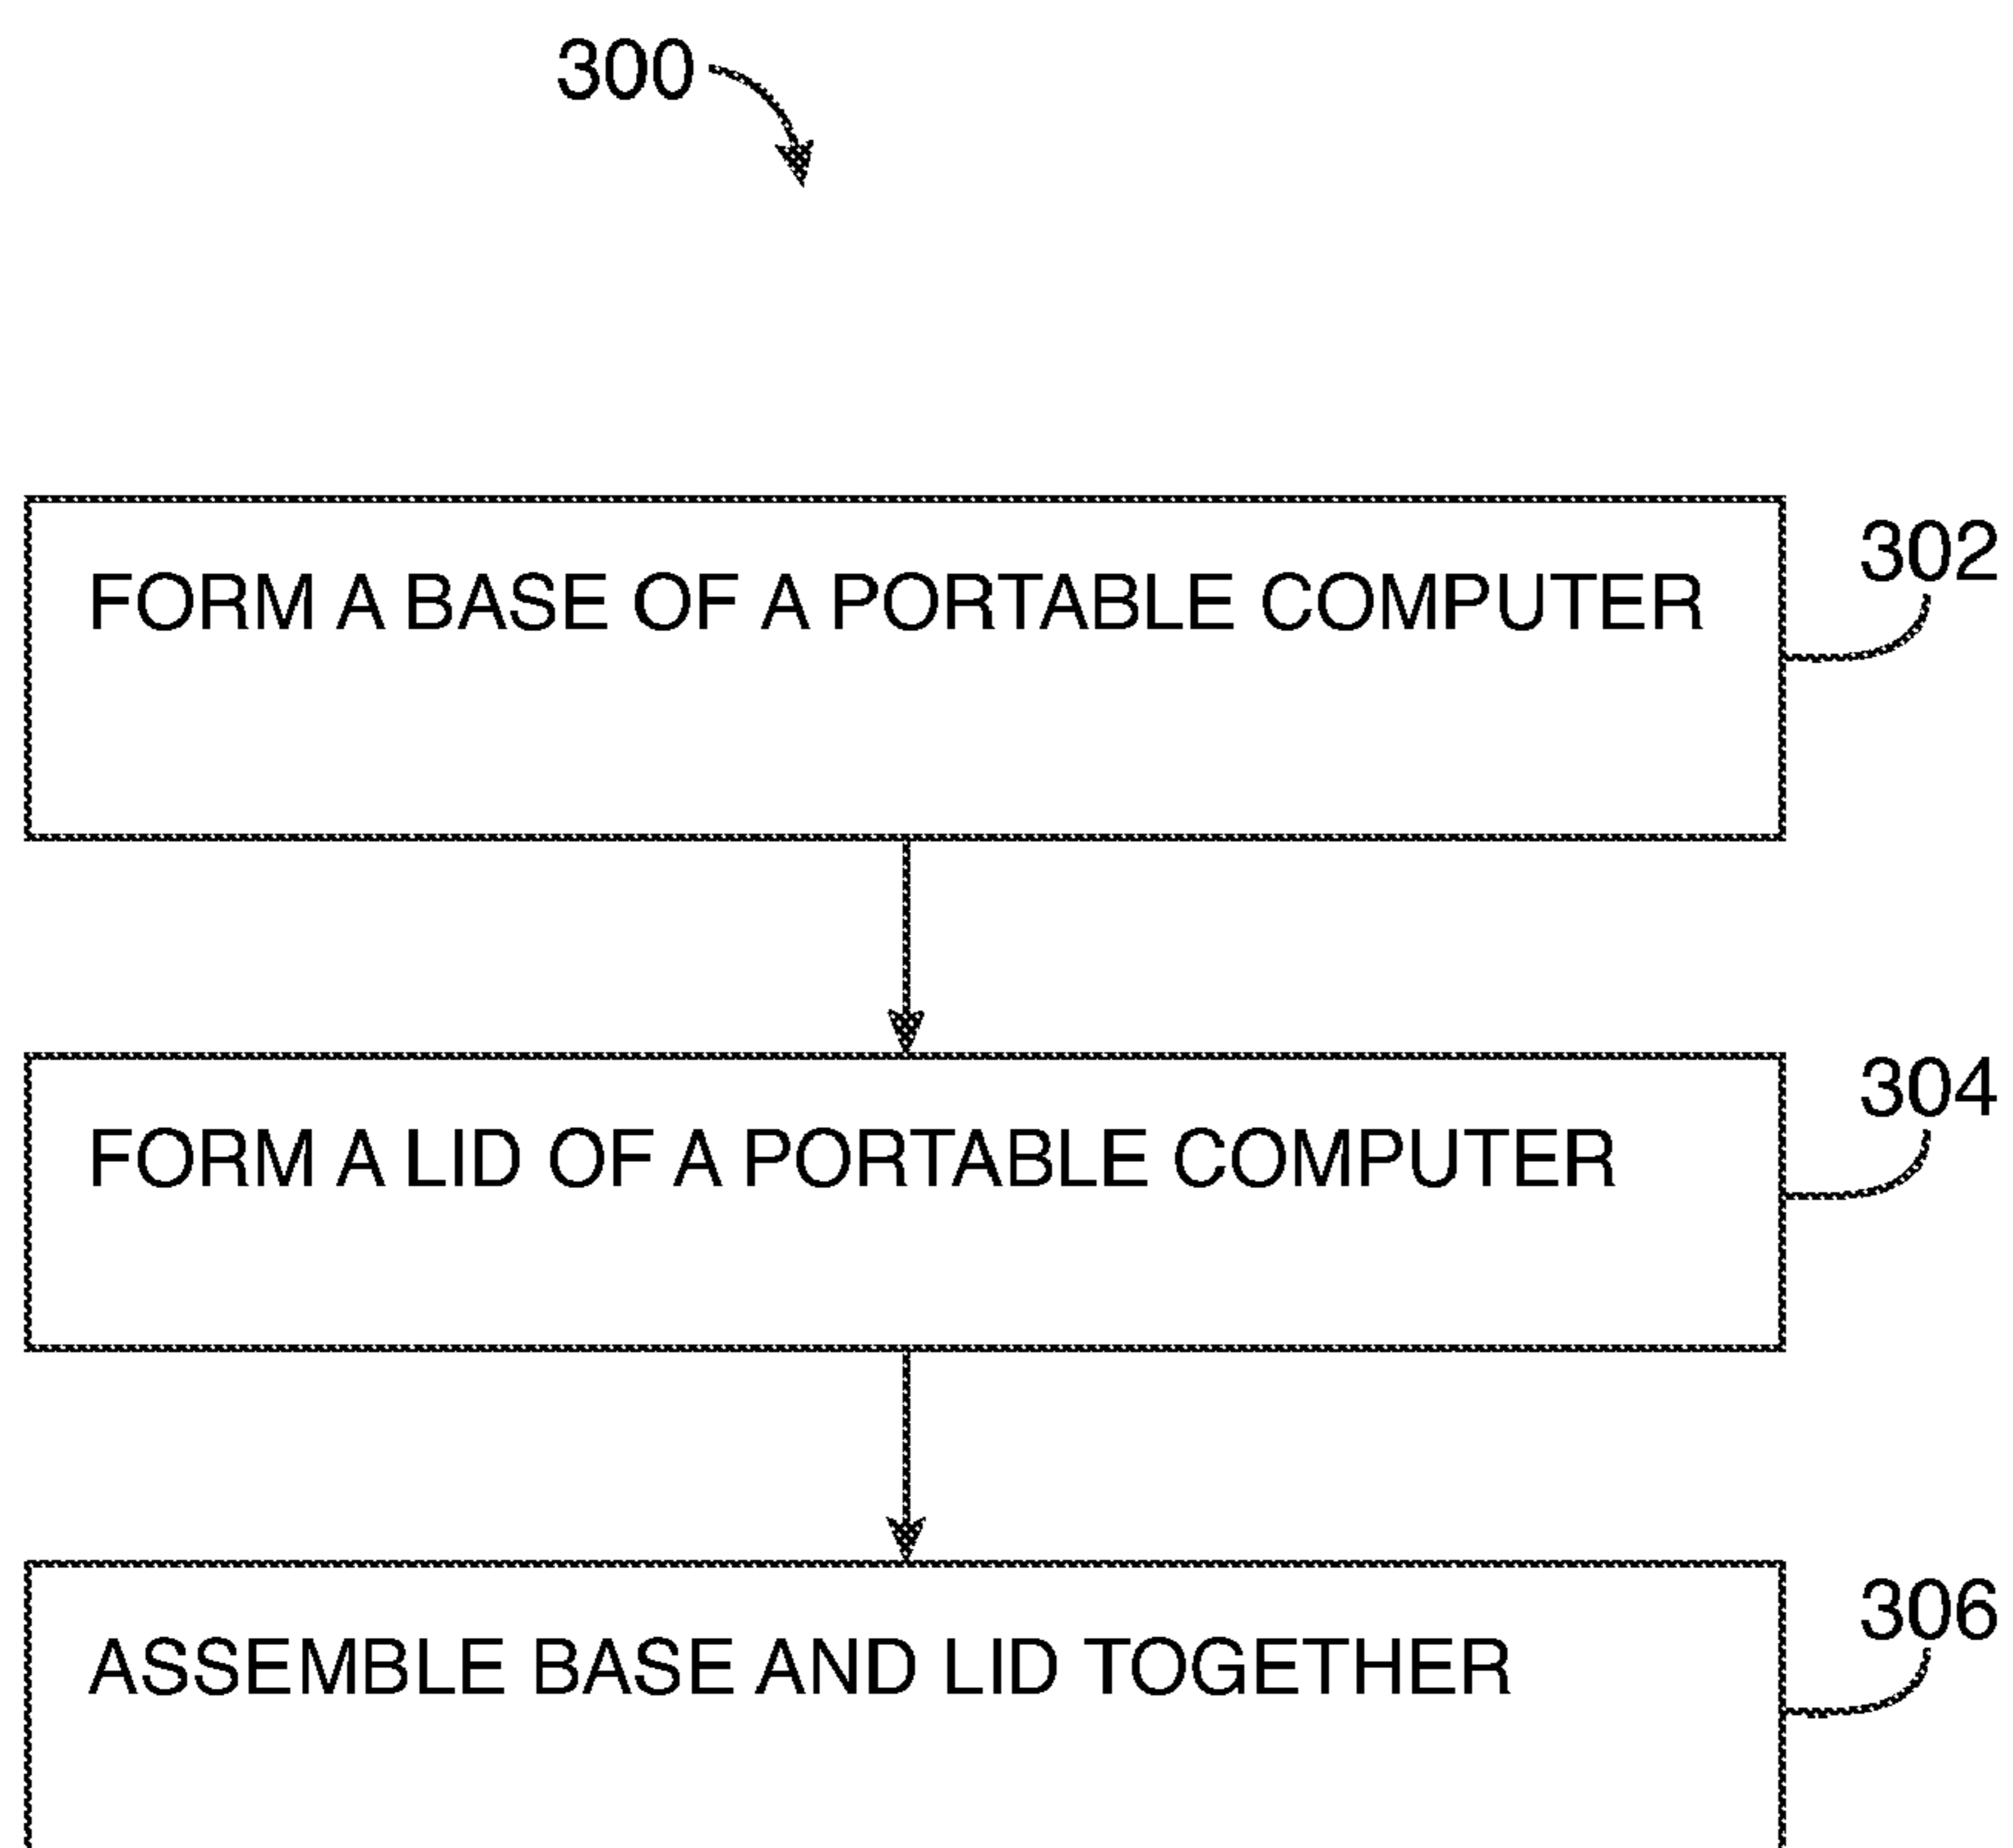 300
FORM A BASE OF A PORTABLE COMPUTER
302
FORM A LID OF A PORTABLE COMPUTER
304
ASSEMBLE BASE AND LID TOGETHER
306